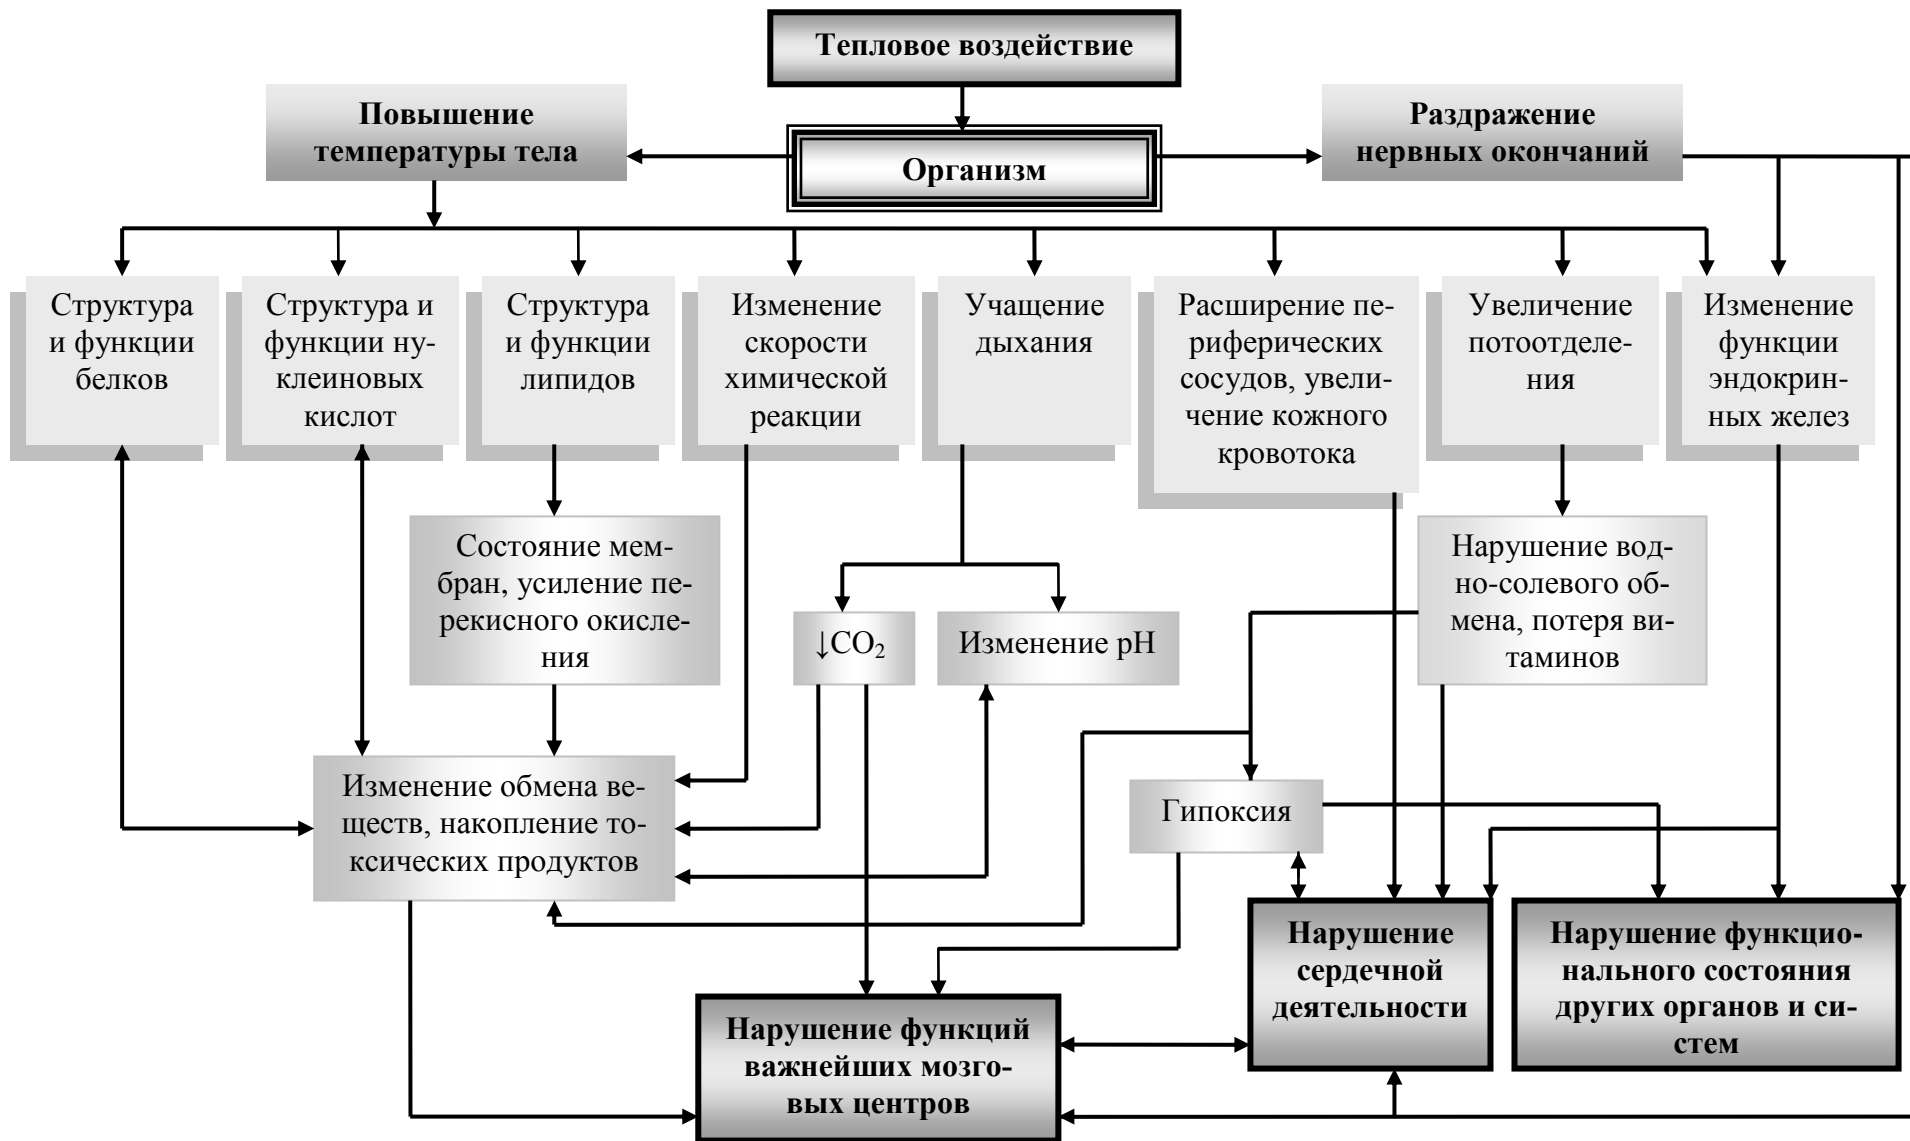 Тепловое воздействие
Повышение
температуры тела
Организм
Раздражение
нервных окончаний
Структура
и функции
белков
Структура и
функции ну-
клеиновых
кислот
Структура
и функции
липидов
Изменение
скорости
химической
реакции
Учащение
дыхания
Расширение пе-
риферических
сосудов, увели-
чение кожного
кровотока
Увеличение
потоотделе-
ния
Изменение
функции
эндокрин-
ных желез
Состояние мем-
бран, усиление пе-
рекисного окисле-
ния
↓CO₂
Изменение pH
Нарушение вод-
но-солевого об-
мена, потеря ви-
таминов
Изменение обмена ве-
ществ, накопление то-
ксических продуктов
Гипоксия
Нарушение функций
важнейших мозго-
вых центров
Нарушение
сердечной
деятельности
Нарушение функцио-
нального состояния
других органов и си-
стем